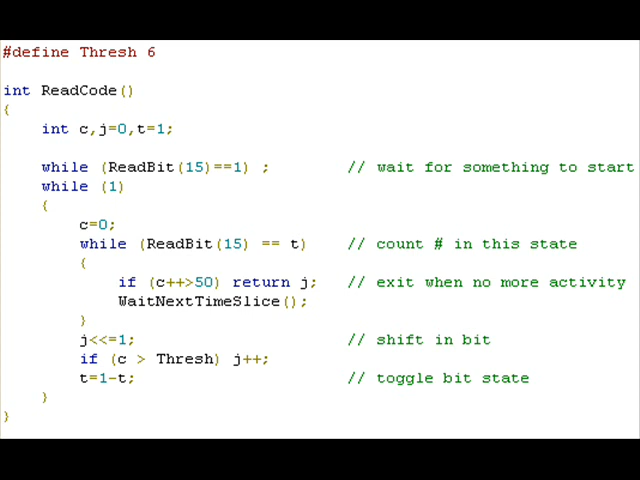 #define Thresh 6
int ReadCode()
{
int c,j=0,t=1;
while (ReadBit(15)==1) ; // wait for something to start
while (1)
{
c=0;
while (ReadBit(15) == t) // count # in this state
{
if (c++>50) return j; // exit when no more activity
WaitNextTimeSlice();
}
j<<=1; // shift in bit
if (c > Thresh) j++;
t=1-t; // toggle bit state
}
}